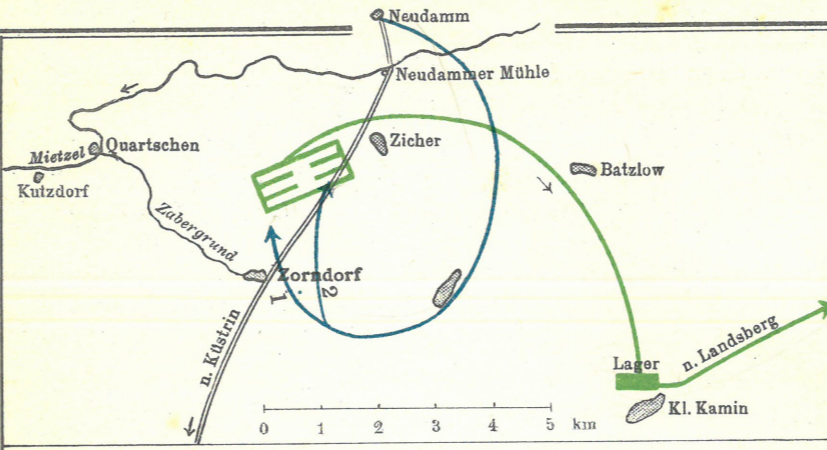 Neudamm
Neudammer Mühle
Zicher
Mietzel
Quartschen
Kutzdorf
Batzlow
Zabergrund
Zorndorf
1
2
n. Küstrin
n. Landsberg
Lager
Kl. Kamin
0 1 2 3 4 5 km